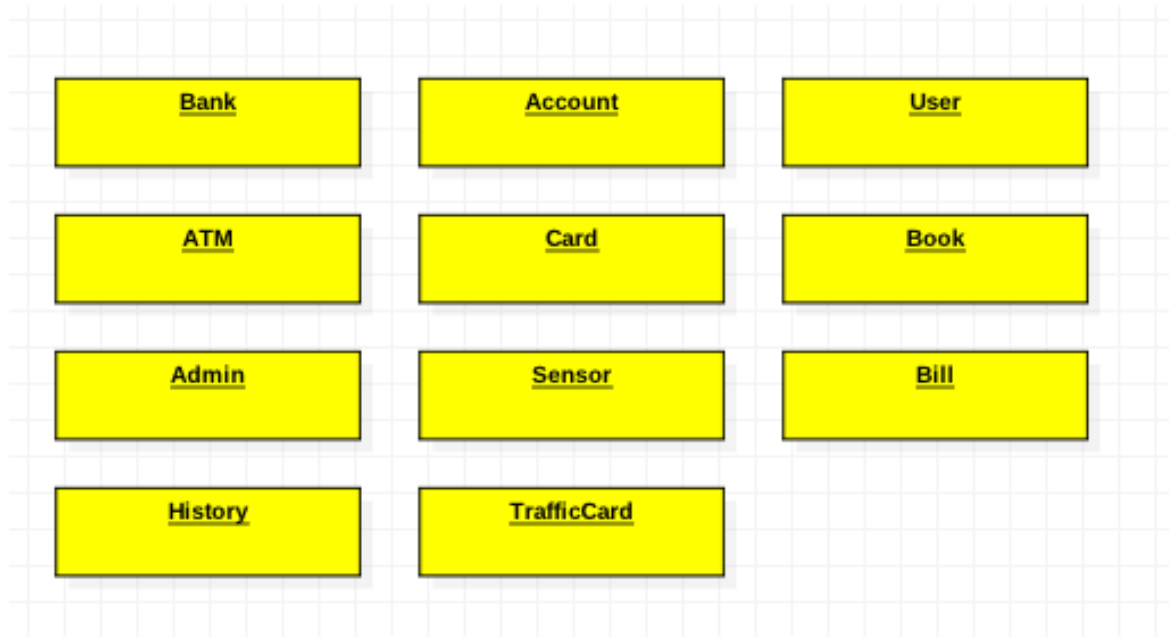 Bank
Account
User
ATM
Card
Book
Admin
Sensor
Bill
History
TrafficCard